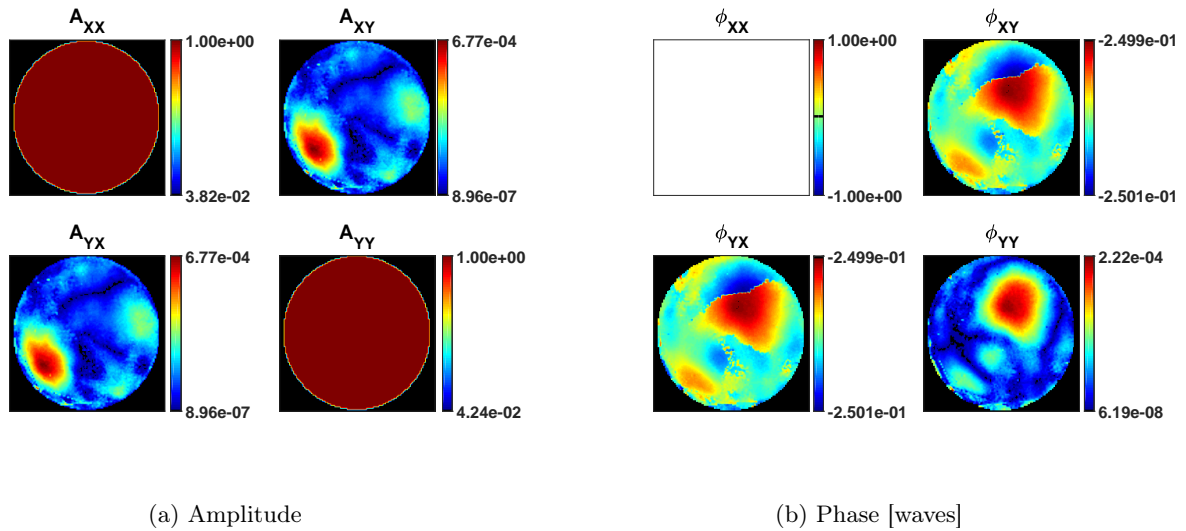 A_XX
1.00e+00
3.82e-02
A_XY
6.77e-04
8.96e-07
ϕ_XX
1.00e+00
-1.00e+00
ϕ_XY
-2.499e-01
-2.501e-01
A_YX
6.77e-04
8.96e-07
A_YY
1.00e+00
4.24e-02
ϕ_YX
-2.499e-01
-2.501e-01
ϕ_YY
2.22e-04
6.19e-08
(a) Amplitude
(b) Phase [waves]